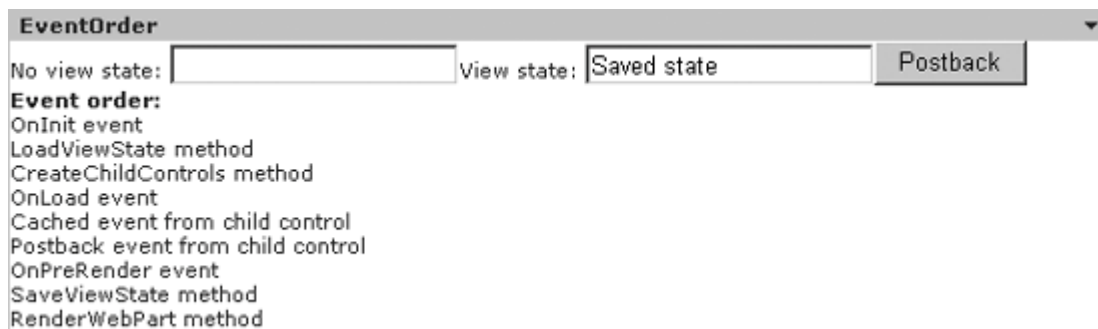 EventOrder
No view state: View state: Saved state Postback
Event order:
OnInit event
LoadViewState method
CreateChildControls method
OnLoad event
Cached event from child control
Postback event from child control
OnPreRender event
SaveViewState method
RenderWebPart method